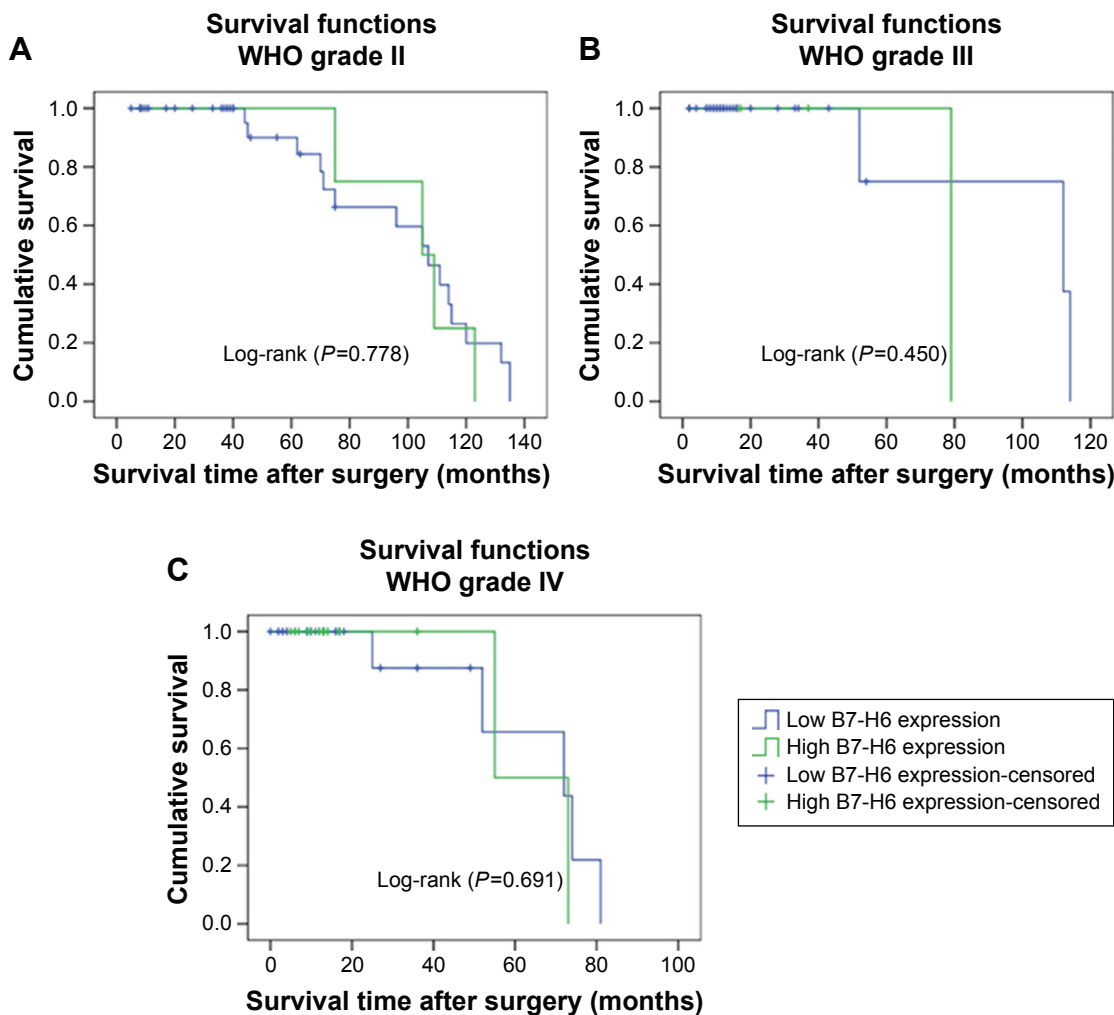 A
Survival functions
WHO grade II
Cumulative survival
1.0
0.8
0.6
0.4
0.2
0.0
Log-rank (P=0.778)
0 20 40 60 80 100 120 140
Survival time after surgery (months)
B
Survival functions
WHO grade III
Cumulative survival
1.0
0.8
0.6
0.4
0.2
0.0
Log-rank (P=0.450)
0 20 40 60 80 100 120
Survival time after surgery (months)
C
Survival functions
WHO grade IV
Cumulative survival
1.0
0.8
0.6
0.4
0.2
0.0
Log-rank (P=0.691)
0 20 40 60 80 100
Survival time after surgery (months)
Low B7-H6 expression
High B7-H6 expression
Low B7-H6 expression-censored
High B7-H6 expression-censored